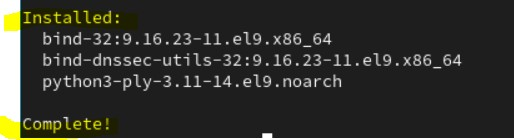 Installed:
bind-32:9.16.23-11.el9.x86_64
bind-dnssec-utils-32:9.16.23-11.el9.x86_64
python3-ply-3.11-14.el9.noarch
Complete!